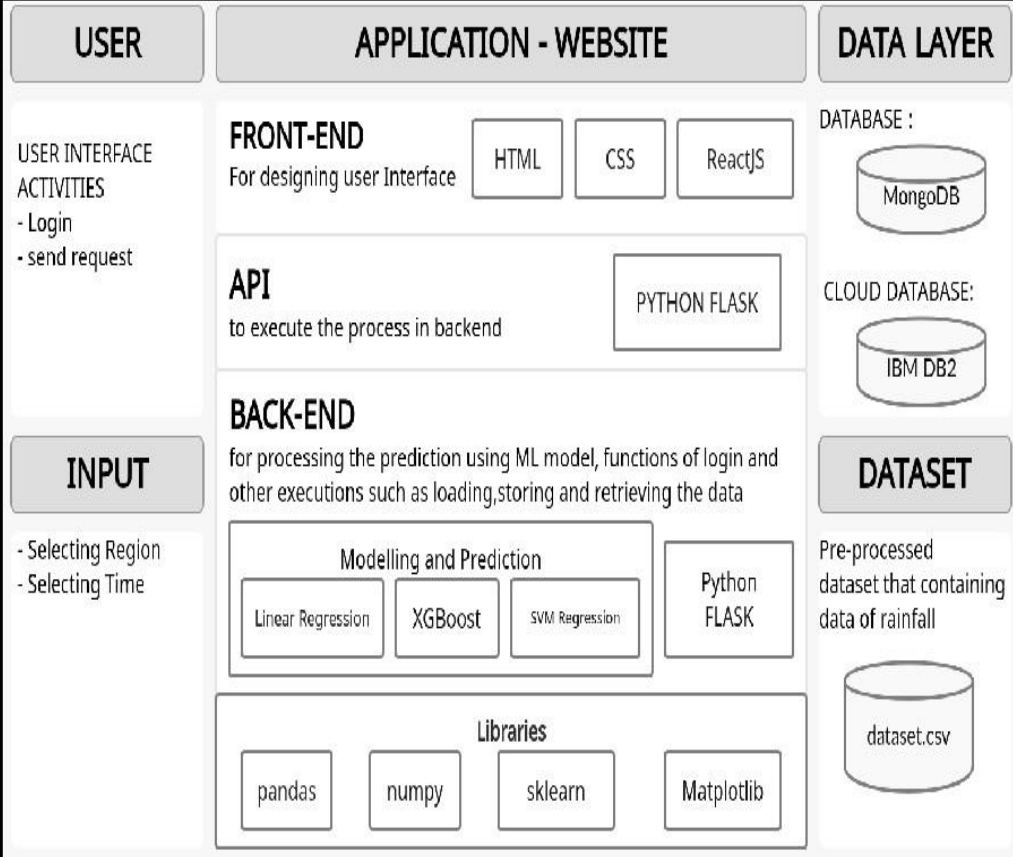 USER
APPLICATION - WEBSITE
DATA LAYER
USER INTERFACE
ACTIVITIES
- Login
- send request
INPUT
- Selecting Region
- Selecting Time
FRONT-END
For designing user Interface
HTML
CSS
ReactJS
API
to execute the process in backend
PYTHON FLASK
BACK-END
for processing the prediction using ML model, functions of login and
other executions such as loading,storing and retrieving the data
Modelling and Prediction
Linear Regression
XGBoost
SVM Regression
Python
FLASK
Libraries
pandas
numpy
sklearn
Matplotlib
DATABASE :
MongoDB
CLOUD DATABASE:
IBM DB2
DATASET
Pre-processed
dataset that containing
data of rainfall
dataset.csv